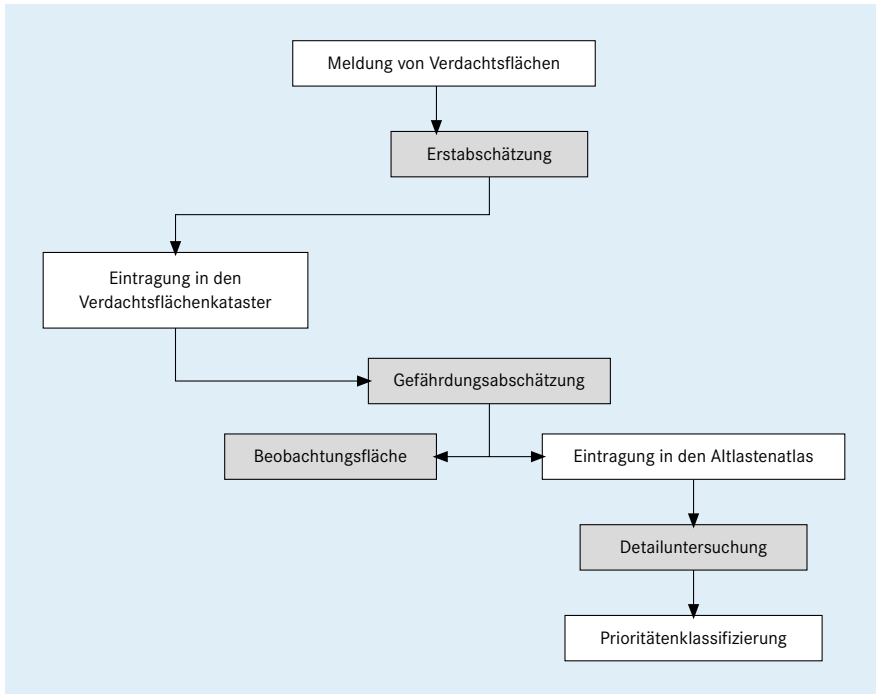 Meldung von Verdachtsflächen
Erstabschätzung
Eintragung in den
Verdachtsflächenkataster
Gefährdungsabschätzung
Beobachtungsfläche
Eintragung in den Altlastenatlas
Detailuntersuchung
Prioritätenklassifizierung